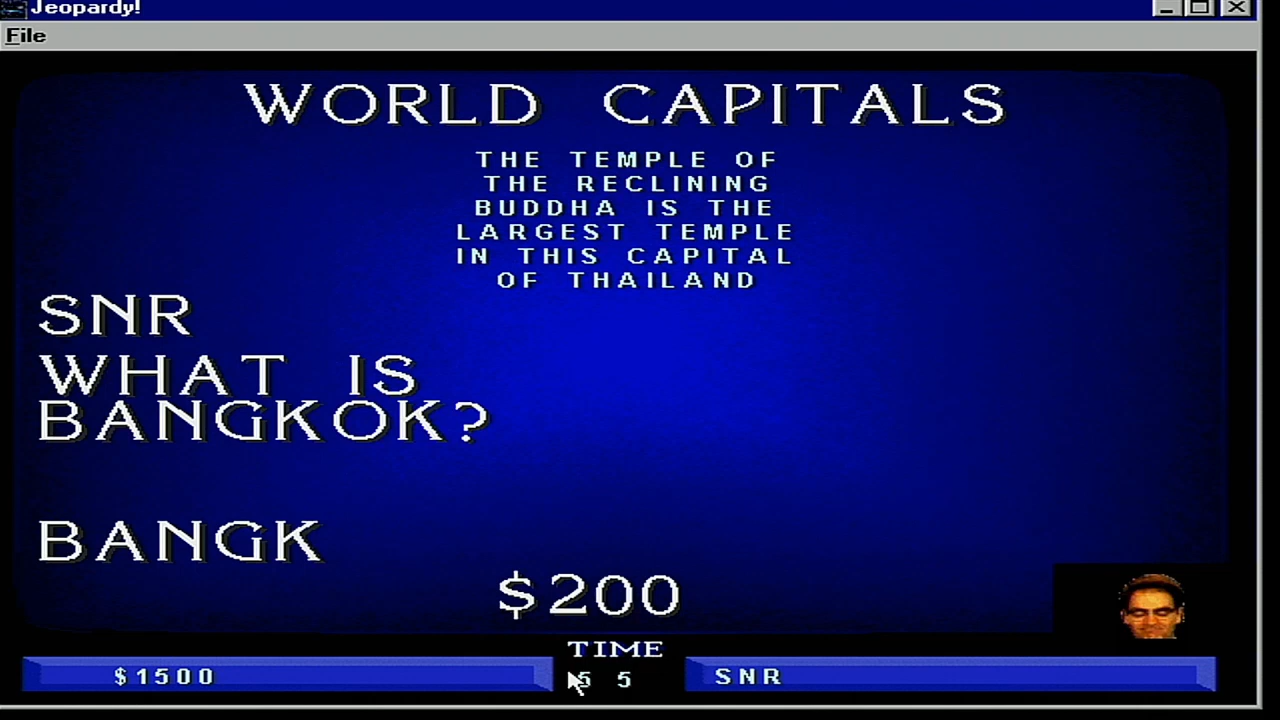 Jeopardy!
File
WORLD CAPITALS
THE TEMPLE OF
THE RECLINING
BUDDHA IS THE
LARGEST TEMPLE
IN THIS CAPITAL
OF THAILAND
SNR
WHAT IS
BANGKOK?
BANGK
$200
TIME
$1500
5 5
SNR